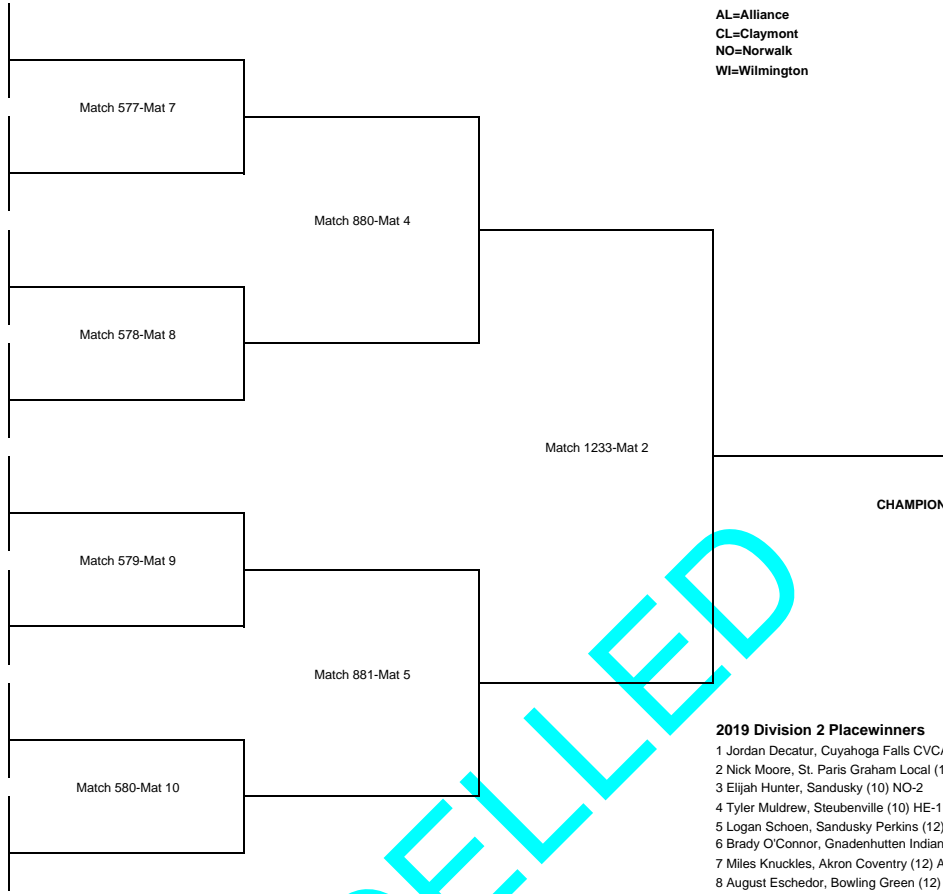 AL=Alliance
CL=Claymont
NO=Norwalk
WI=Wilmington
Match 577-Mat 7
Match 880-Mat 4
Match 578-Mat 8
Match 1233-Mat 2
CHAMPION
Match 579-Mat 9
Match 881-Mat 5
Match 580-Mat 10
2019 Division 2 Placewinners
1 Jordan Decatur, Cuyahoga Falls CVCA
2 Nick Moore, St. Paris Graham Local (1
3 Elijah Hunter, Sandusky (10) NO-2
4 Tyler Muldrew, Steubenville (10) HE-1
5 Logan Schoen, Sandusky Perkins (12)
6 Brady O'Connor, Gnadenhutten Indian
7 Miles Knuckles, Akron Coventry (12) A
8 August Eschedor, Bowling Green (12)
ELLED